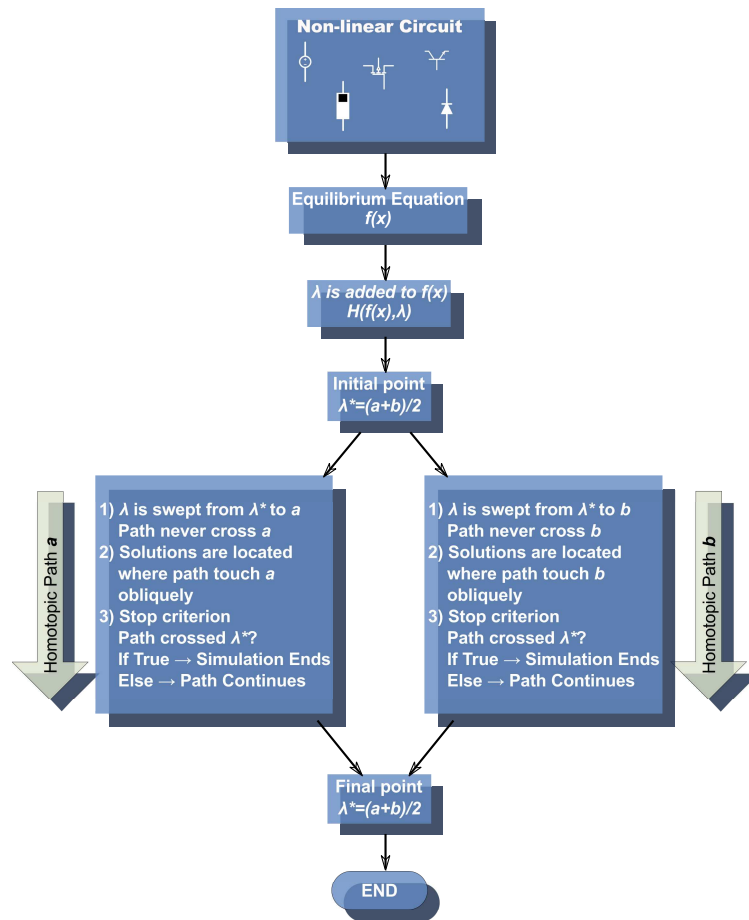 Non-linear Circuit
Equilibrium Equation
f(x)
λ is added to f(x)
H(f(x),λ)
Initial point
λ*=(a+b)/2
Homotopic Path a
1) λ is swept from λ* to a
Path never cross a
2) Solutions are located
where path touch a
obliquely
3) Stop criterion
Path crossed λ*?
If True → Simulation Ends
Else → Path Continues
1) λ is swept from λ* to b
Path never cross b
2) Solutions are located
where path touch b
obliquely
3) Stop criterion
Path crossed λ*?
If True → Simulation Ends
Else → Path Continues
Homotopic Path b
Final point
λ*=(a+b)/2
END